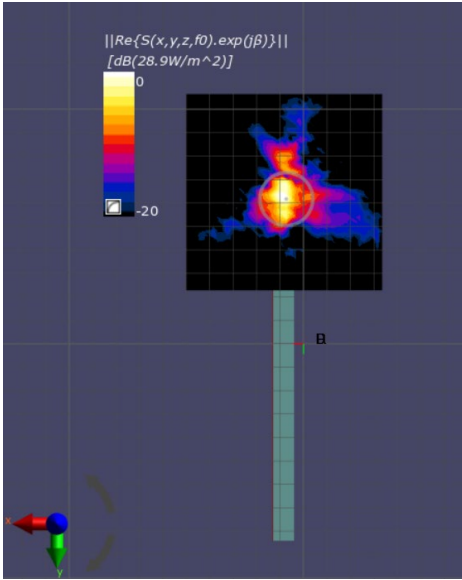 ||Re{S(x,y,z,f0).exp(jβ)}||
[dB(28.9W/m^2)]
0
-20
x
y